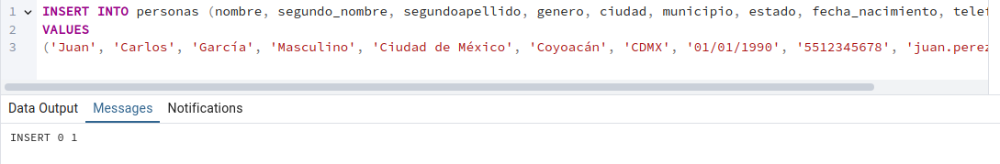 1 INSERT INTO personas (nombre, segundo_nombre, segundoapellido, genero, ciudad, municipio, estado, fecha_nacimiento,
2 VALUES
3 ('Juan', 'Carlos', 'García', 'Masculino', 'Ciudad de México', 'Coyoacán', 'CDMX', '01/01/1990', '5512345678', 'juan.perez
Data Output Messages Notifications
INSERT 0 1